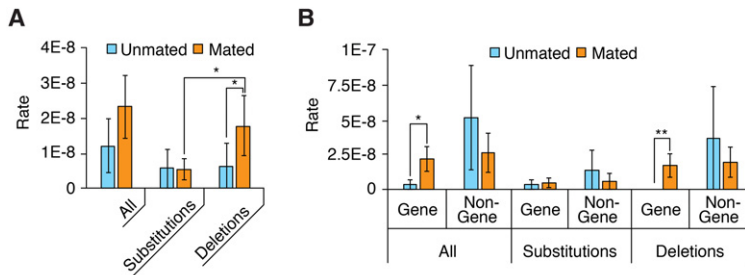 A
Unmated Mated
4E-8
3E-8
2E-8
1E-8
0
Rate
*
*
All
Substitutions
Deletions
B
Unmated Mated
1E-7
7.5E-8
5E-8
2.5E-8
0
Rate
*
**
Gene Non-Gene Gene Non-Gene Gene Non-Gene
All Substitutions Deletions